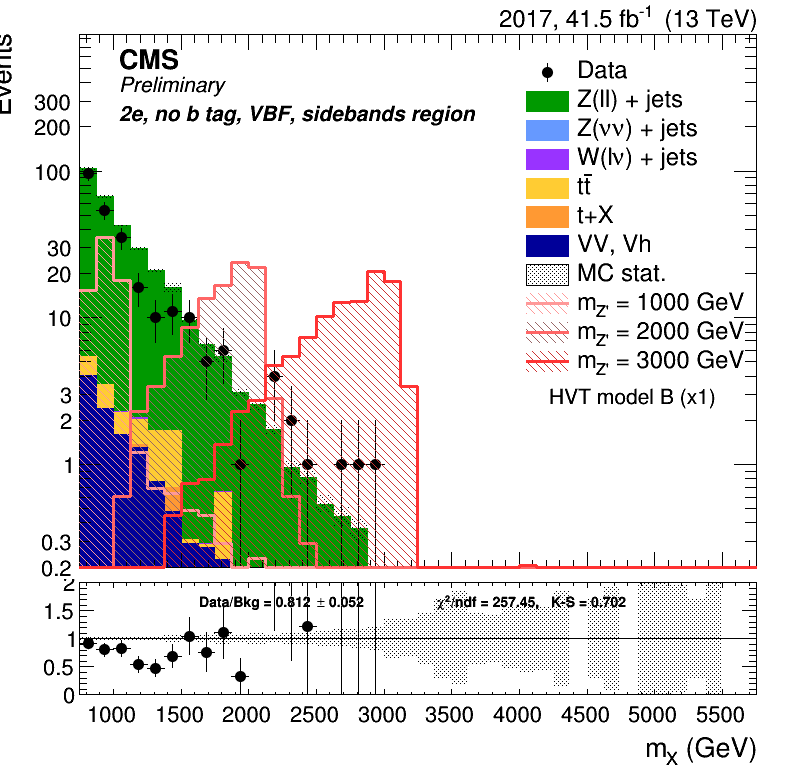 2017, 41.5 fb⁻¹ (13 TeV)
Events
CMS
Preliminary
2e, no b tag, VBF, sidebands region
Data
Z(ll) + jets
Z(νν) + jets
W(lν) + jets
tt̄
t+X
VV, Vh
MC stat.
m_Z' = 1000 GeV
m_Z' = 2000 GeV
m_Z' = 3000 GeV
HVT model B (x1)
300
200
100
30
20
10
3
2
1
0.3
0.2
Data/Bkg = 0.812 ± 0.052
χ²/ndf = 257.45, K-S = 0.702
2
1.5
1
0.5
0
1000 1500 2000 2500 3000 3500 4000 4500 5000 5500
m_X (GeV)